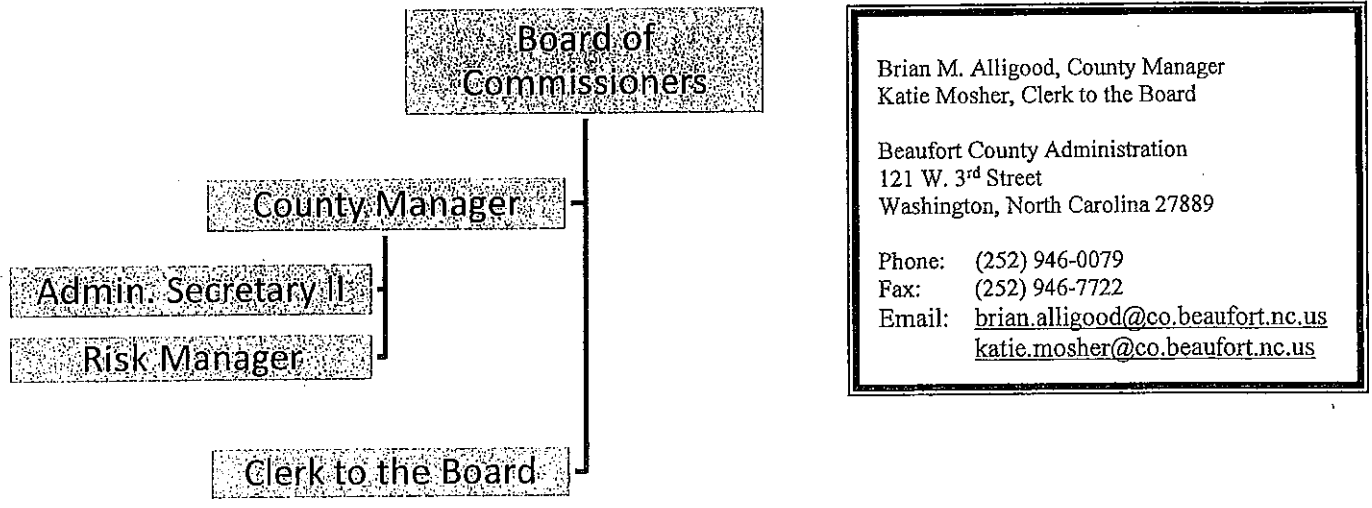 Board of
Commissioners
County Manager
Admin. Secretary II
Risk Manager
Clerk to the Board
Brian M. Alligood, County Manager
Katie Mosher, Clerk to the Board
Beaufort County Administration
121 W. 3rd Street
Washington, North Carolina 27889
Phone: (252) 946-0079
Fax: (252) 946-7722
Email: brian.alligood@co.beaufort.nc.us
katie.mosher@co.beaufort.nc.us